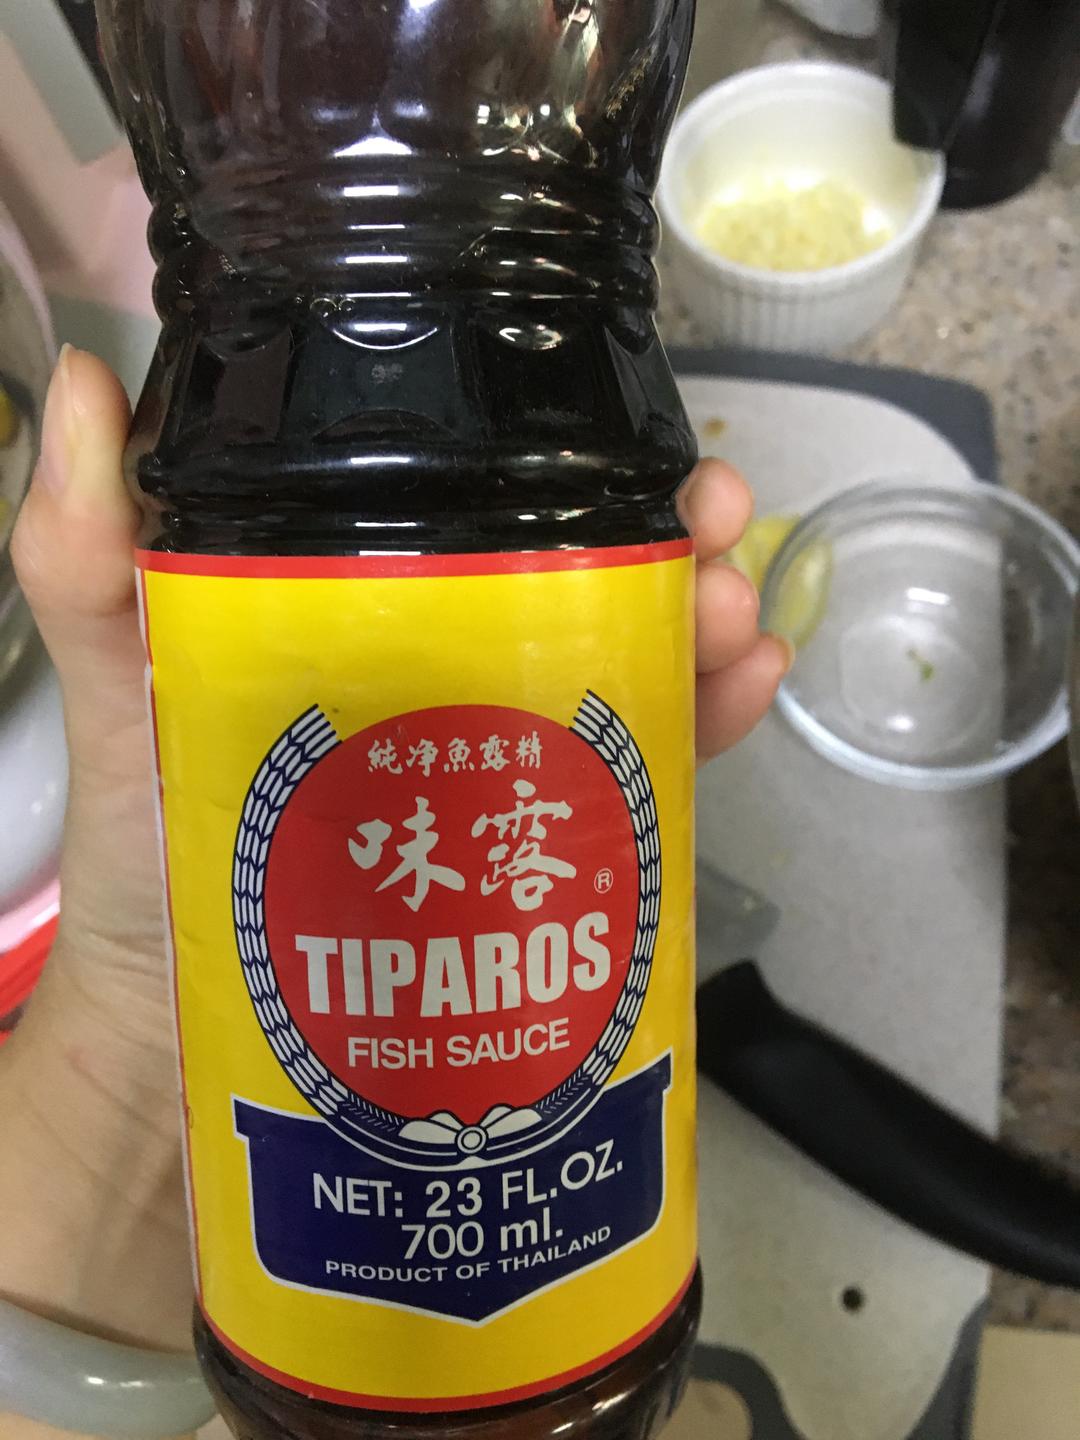 純净魚露精
味露
®
TIPAROS
FISH SAUCE
NET: 23 FL.OZ.
700 ml.
PRODUCT OF THAILAND